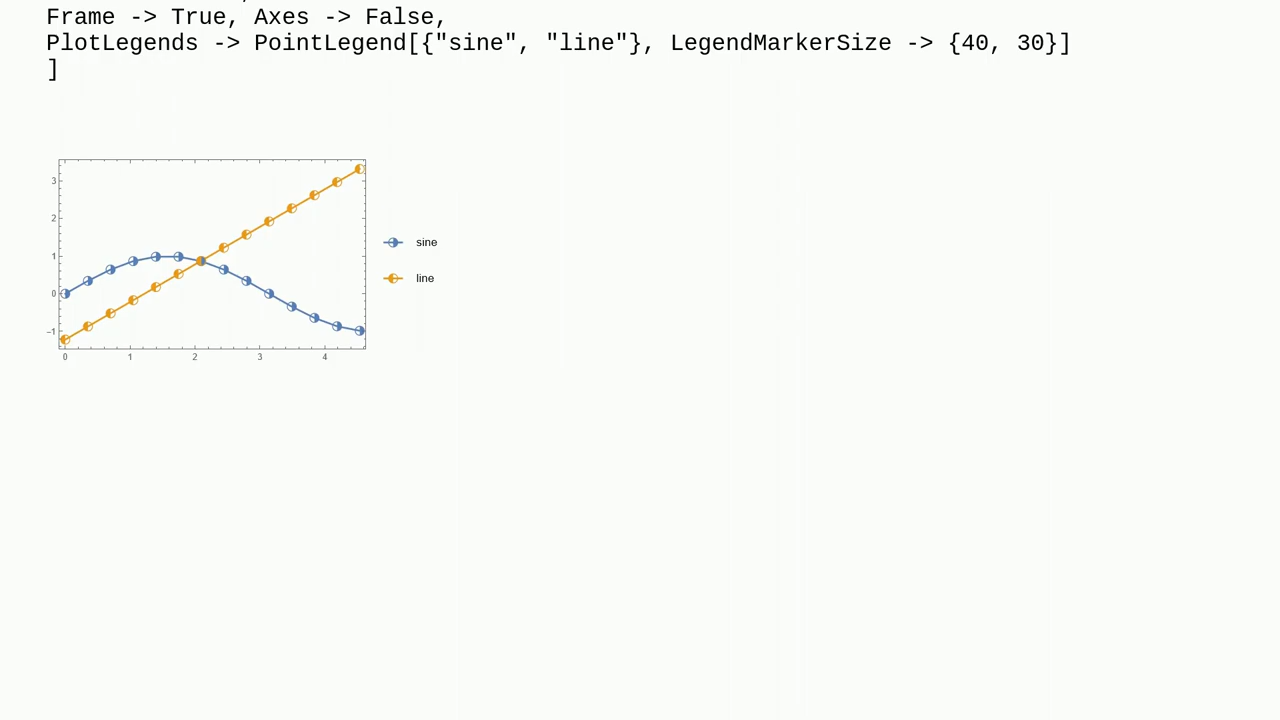 Frame -> True, Axes -> False,
PlotLegends -> PointLegend[{"sine", "line"}, LegendMarkerSize -> {40, 30}]
]
3
2
1
0
−1
0 1 2 3 4
sine
line